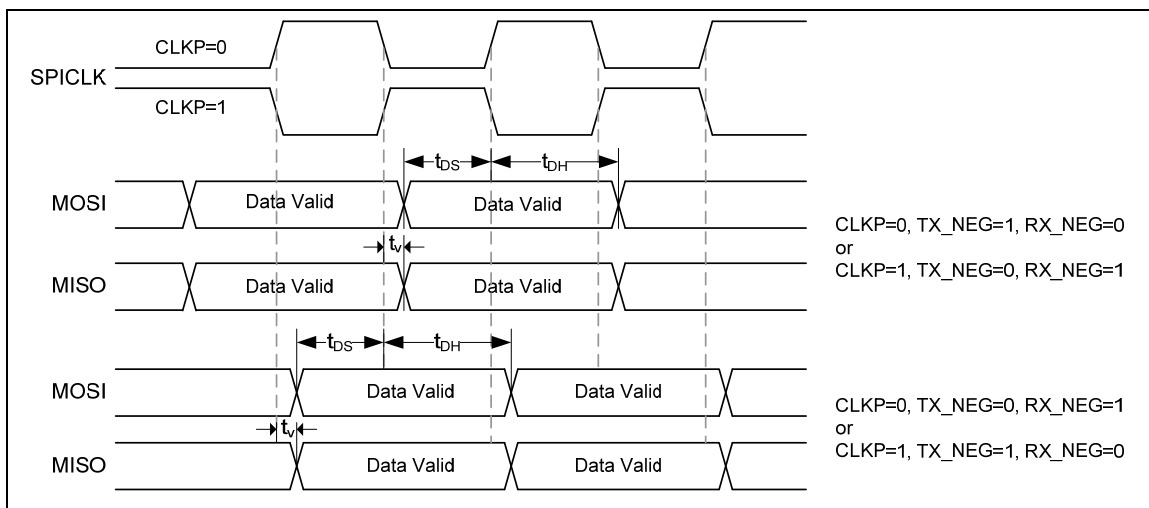 CLKP=0
SPICLK
CLKP=1
tDS
tDH
MOSI
Data Valid
Data Valid
CLKP=0, TX_NEG=1, RX_NEG=0
or
CLKP=1, TX_NEG=0, RX_NEG=1
tv
MISO
Data Valid
Data Valid
tDS
tDH
MOSI
Data Valid
Data Valid
CLKP=0, TX_NEG=0, RX_NEG=1
or
CLKP=1, TX_NEG=1, RX_NEG=0
tv
MISO
Data Valid
Data Valid